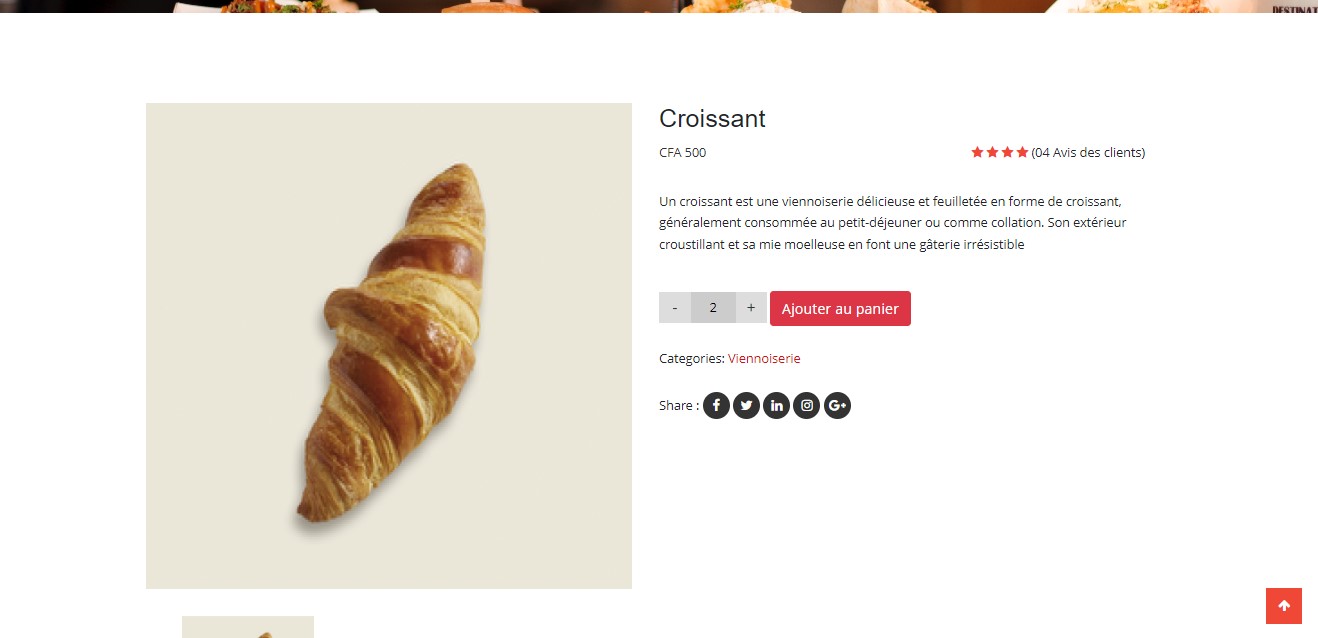 Croissant
CFA 500
(04 Avis des clients)
Un croissant est une viennoiserie délicieuse et feuilletée en forme de croissant,
généralement consommée au petit-déjeuner ou comme collation. Son extérieur
croustillant et sa mie moelleuse en font une gâterie irrésistible
- 2 + Ajouter au panier
Categories: Viennoiserie
Share :